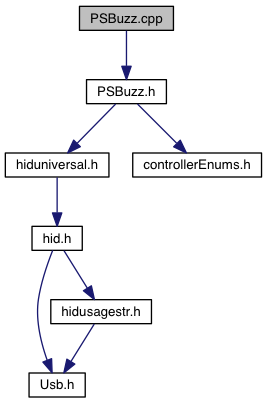 PSBuzz.cpp
PSBuzz.h
hiduniversal.h
controllerEnums.h
hid.h
hidusagestr.h
Usb.h